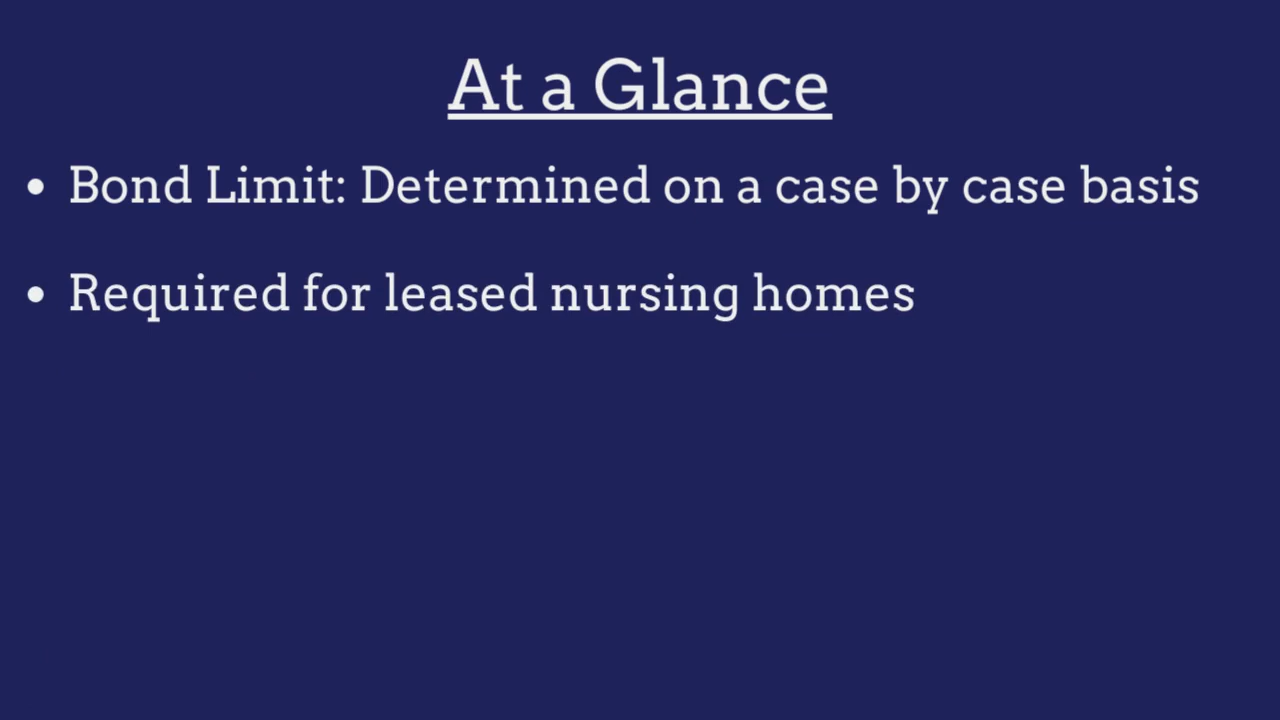 At a Glance
• Bond Limit: Determined on a case by case basis
• Required for leased nursing homes